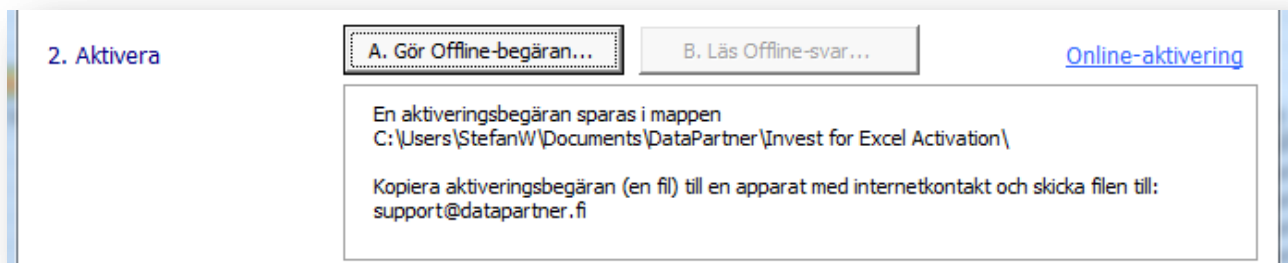 2. Aktivera
A. Gör Offline-begäran...
B. Läs Offline-svar...
Online-aktivering
En aktiveringsbegäran sparas i mappen
C:\Users\StefanW\Documents\DataPartner\Invest for Excel Activation\
Kopiera aktiveringsbegäran (en fil) till en apparat med internetkontakt och skicka filen till:
support@datapartner.fi